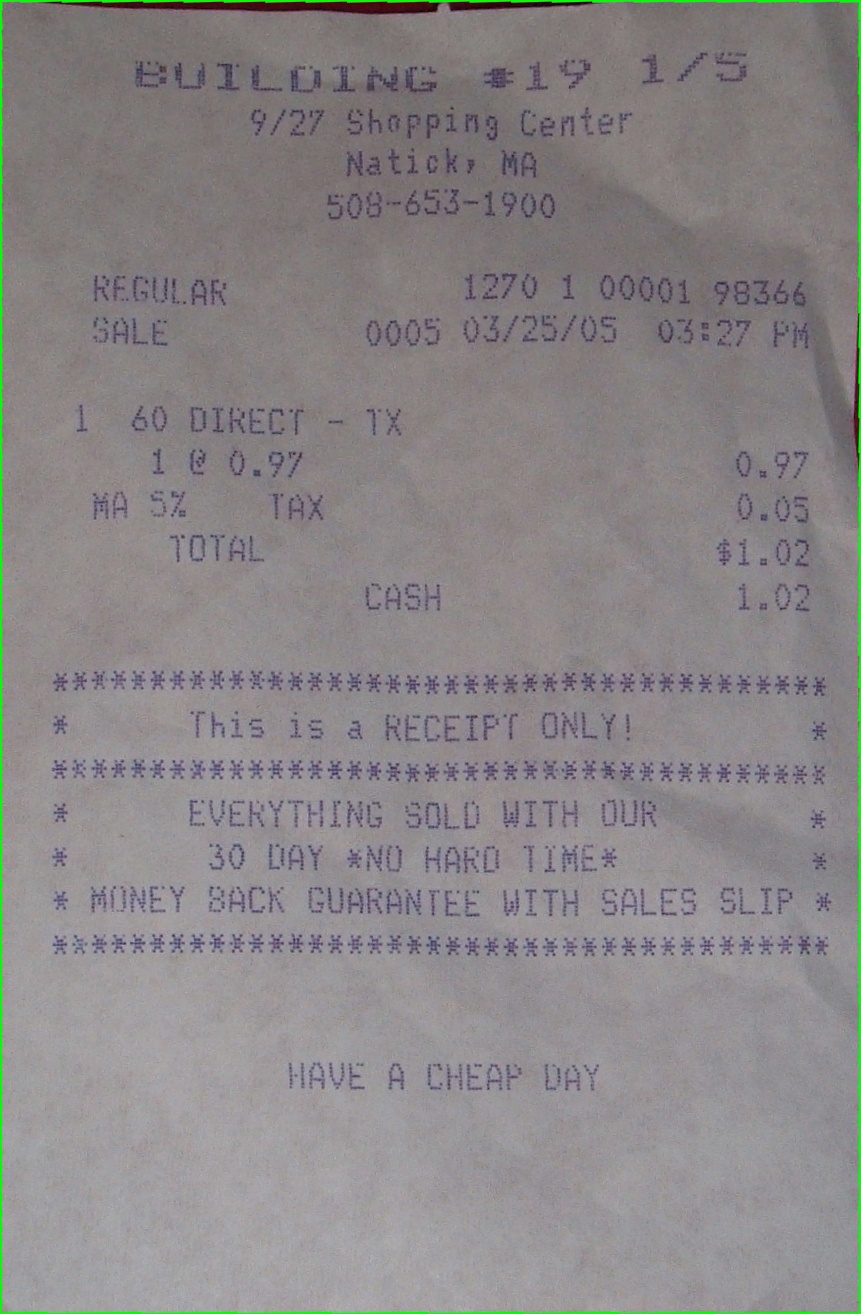 BUILDING #19 1/5
9/27 Shopping Center
Natick, MA
508-653-1900
REGULAR 1270 1 00001 98366
SALE 0005 03/25/05 03:27 PM
1 60 DIRECT - TX
1 @ 0.97 0.97
MA 5% TAX 0.05
TOTAL $1.02
CASH 1.02
****************************************
* This is a RECEIPT ONLY! *
****************************************
* EVERYTHING SOLD WITH OUR *
* 30 DAY *NO HARD TIME* *
* MONEY BACK GUARANTEE WITH SALES SLIP *
****************************************
HAVE A CHEAP DAY